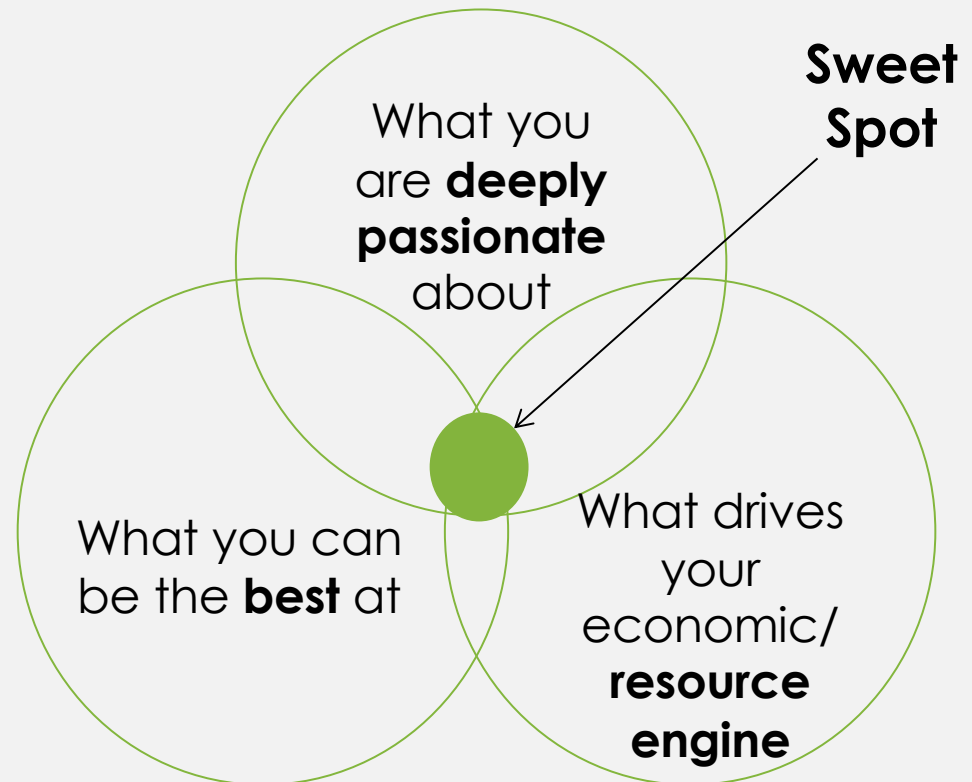 Sweet
Spot
What you
are deeply
passionate
about
What you can
be the best at
What drives
your
economic/
resource
engine